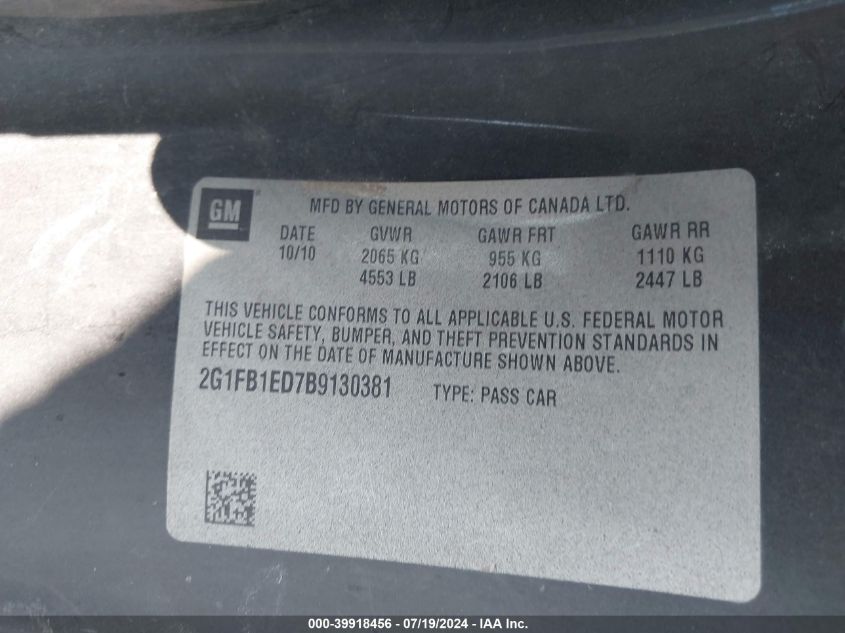 GM
MFD BY GENERAL MOTORS OF CANADA LTD.
DATE GVWR GAWR FRT GAWR RR
10/10 2065 KG 955 KG 1110 KG
4553 LB 2106 LB 2447 LB
THIS VEHICLE CONFORMS TO ALL APPLICABLE U.S. FEDERAL MOTOR
VEHICLE SAFETY, BUMPER, AND THEFT PREVENTION STANDARDS IN
EFFECT ON THE DATE OF MANUFACTURE SHOWN ABOVE.
2G1FB1ED7B9130381 TYPE: PASS CAR
000-39918456 - 07/19/2024 - IAA Inc.